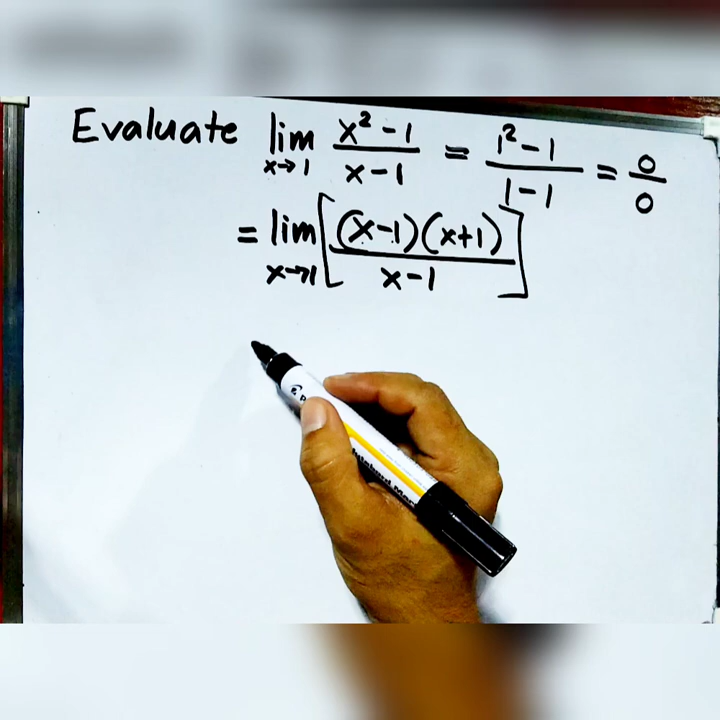 Evaluate lim x→1 x² - 1 / x - 1 = 1² - 1 / 1 - 1 = 0 / 0
= lim x→1 [ (x-1)(x+1) / x-1 ]